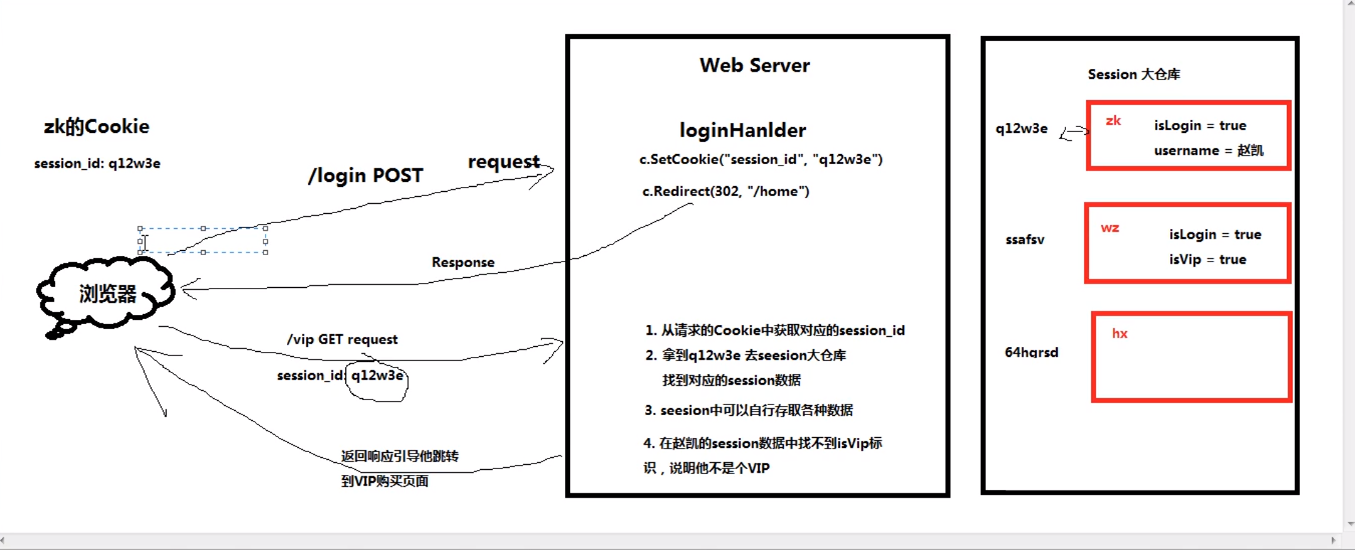 zk的Cookie
session_id: q12w3e
/login POST
request
浏览器
Response
/vip GET request
session_id: q12w3e
返回响应引导他跳转
到VIP购买页面
Web Server
loginHanlder
c.SetCookie("session_id", "q12w3e")
c.Redirect(302, "/home")
1. 从请求的Cookie中获取对应的session_id
2. 拿到q12w3e 去seesion大仓库
找到对应的session数据
3. seesion中可以自行存取各种数据
4. 在赵凯的session数据中找不到isVip标
识，说明他不是个VIP
Session 大仓库
q12w3e
zk
isLogin = true
username = 赵凯
ssafsv
wz
isLogin = true
isVip = true
64hgrsd
hx